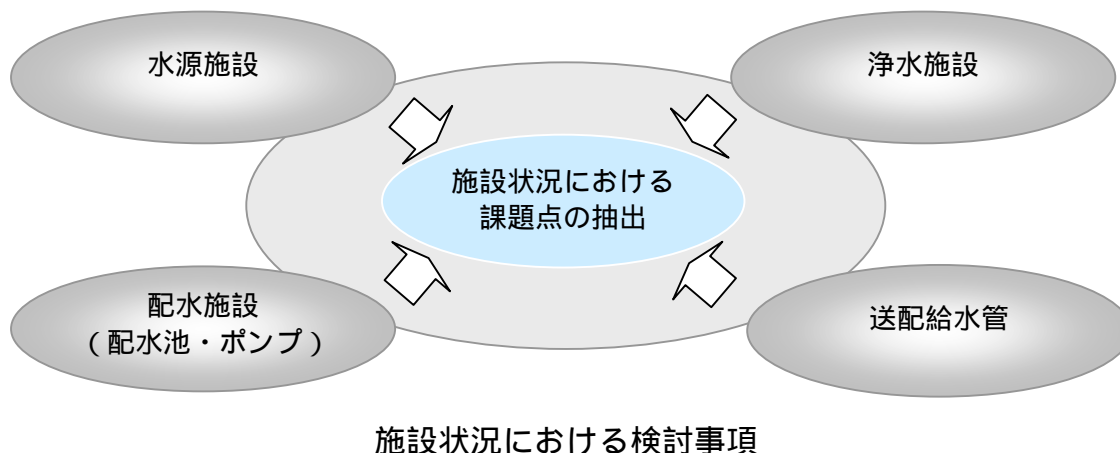 水源施設
浄水施設
施設状況における
課題点の抽出
配水施設
(配水池・ポンプ)
送配給水管
施設状況における検討事項